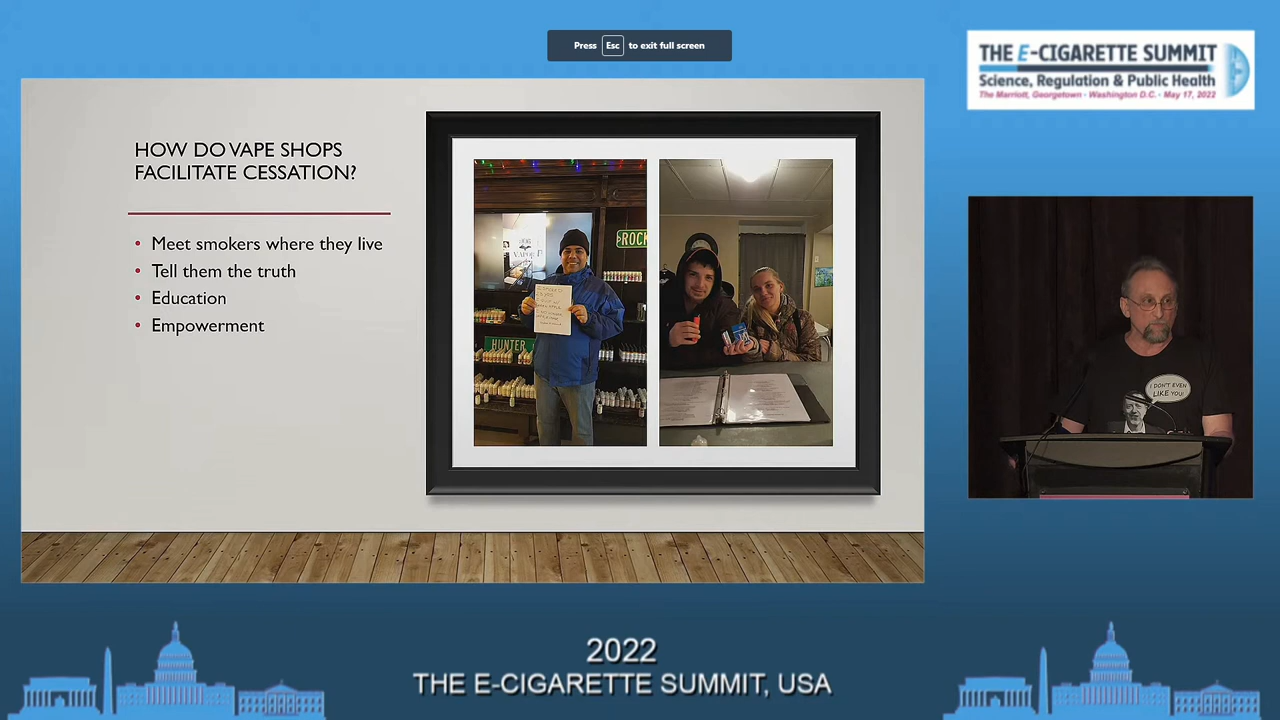 Press Esc to exit full screen
THE E-CIGARETTE SUMMIT
Science, Regulation & Public Health
The Marriott, Georgetown - Washington D.C. - May 17, 2022
HOW DO VAPE SHOPS
FACILITATE CESSATION?
• Meet smokers where they live
• Tell them the truth
• Education
• Empowerment
ROCK
HUNTER
I DON'T EVEN
LIKE YOU!
2022
THE E-CIGARETTE SUMMIT, USA